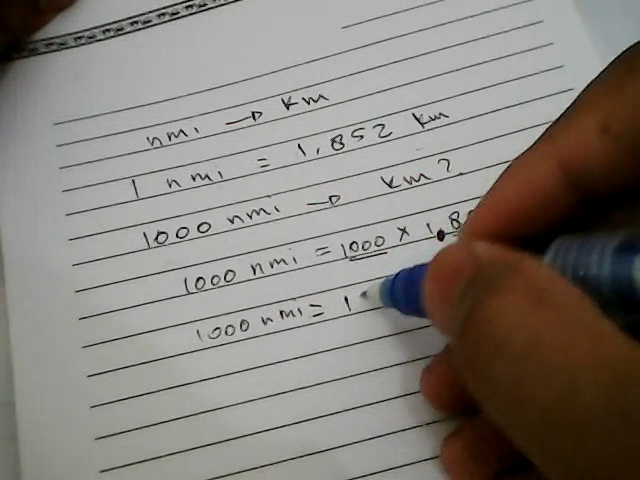 nmi → km
1 nmi = 1,852 km
1000 nmi → km?
1000 nmi = 1000 × 1.8
1000 nmi = 1